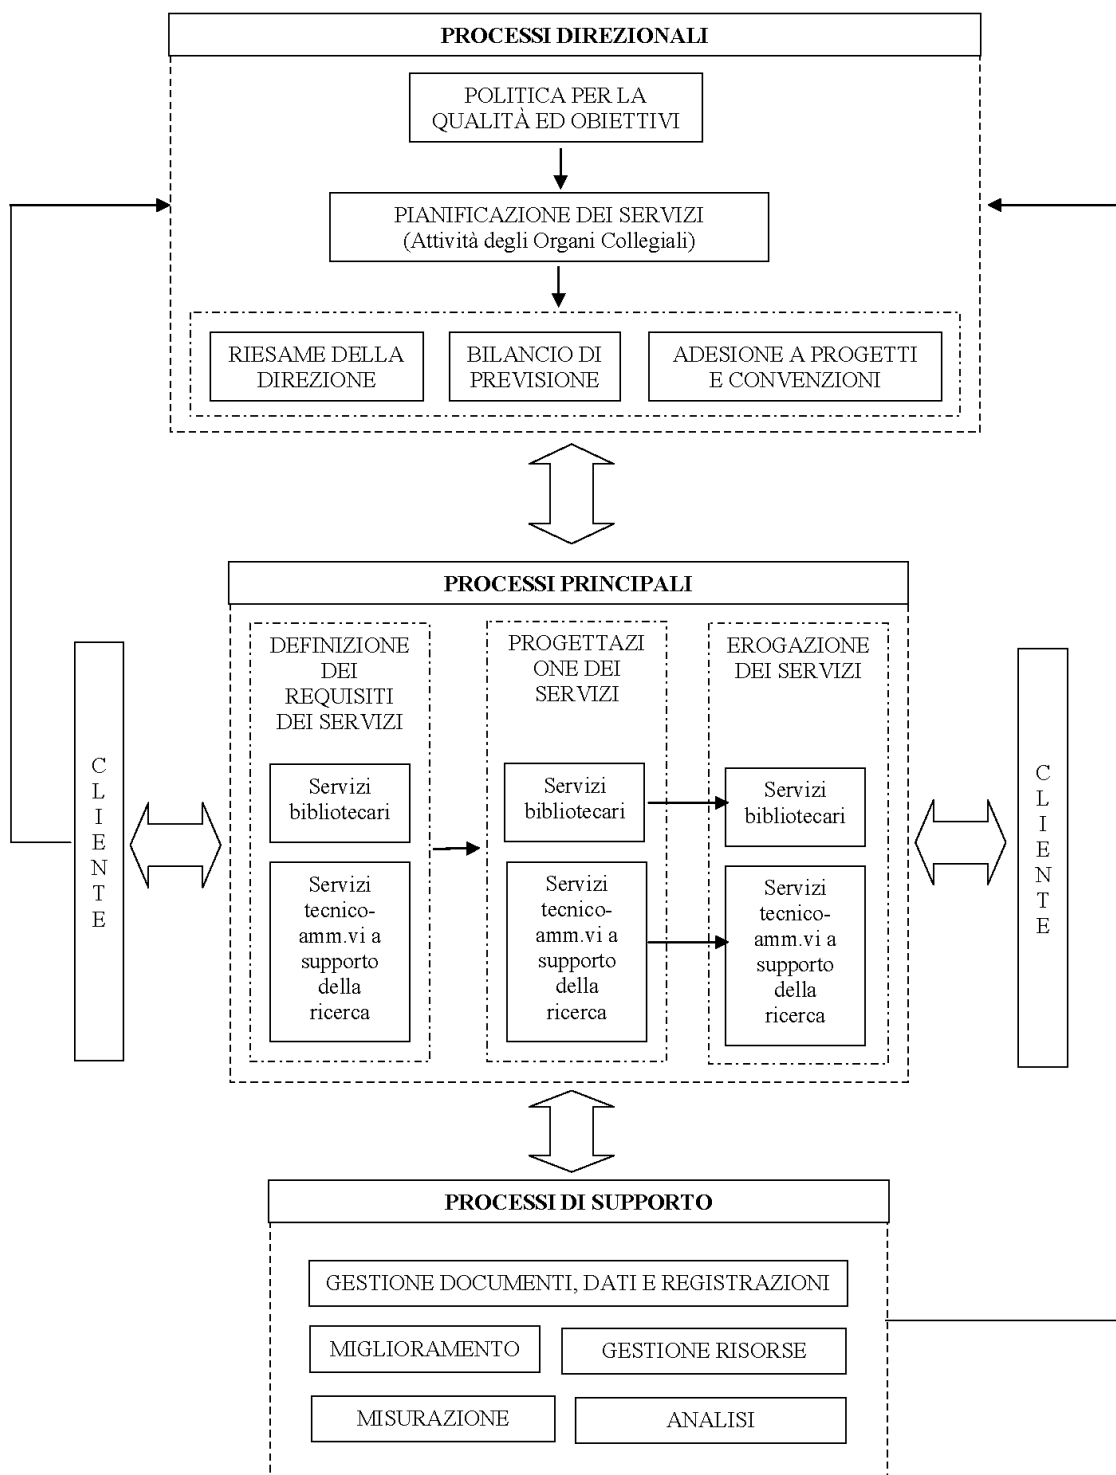 PROCESSI DIREZIONALI
POLITICA PER LA
QUALITÀ ED OBIETTIVI
PIANIFICAZIONE DEI SERVIZI
(Attività degli Organi Collegiali)
RIESAME DELLA
DIREZIONE
BILANCIO DI
PREVISIONE
ADESIONE A PROGETTI
E CONVENZIONI
PROCESSI PRINCIPALI
CLIENTE
DEFINIZIONE
DEI
REQUISITI
DEI SERVIZI
Servizi
bibliotecari
Servizi
tecnico-
amm.vi a
supporto
della
ricerca
PROGETTAZI
ONE DEI
SERVIZI
Servizi
bibliotecari
Servizi
tecnico-
amm.vi a
supporto
della
ricerca
EROGAZIONE
DEI SERVIZI
Servizi
bibliotecari
Servizi
tecnico-
amm.vi a
supporto
della
ricerca
CLIENTE
PROCESSI DI SUPPORTO
GESTIONE DOCUMENTI, DATI E REGISTRAZIONI
MIGLIORAMENTO
GESTIONE RISORSE
MISURAZIONE
ANALISI